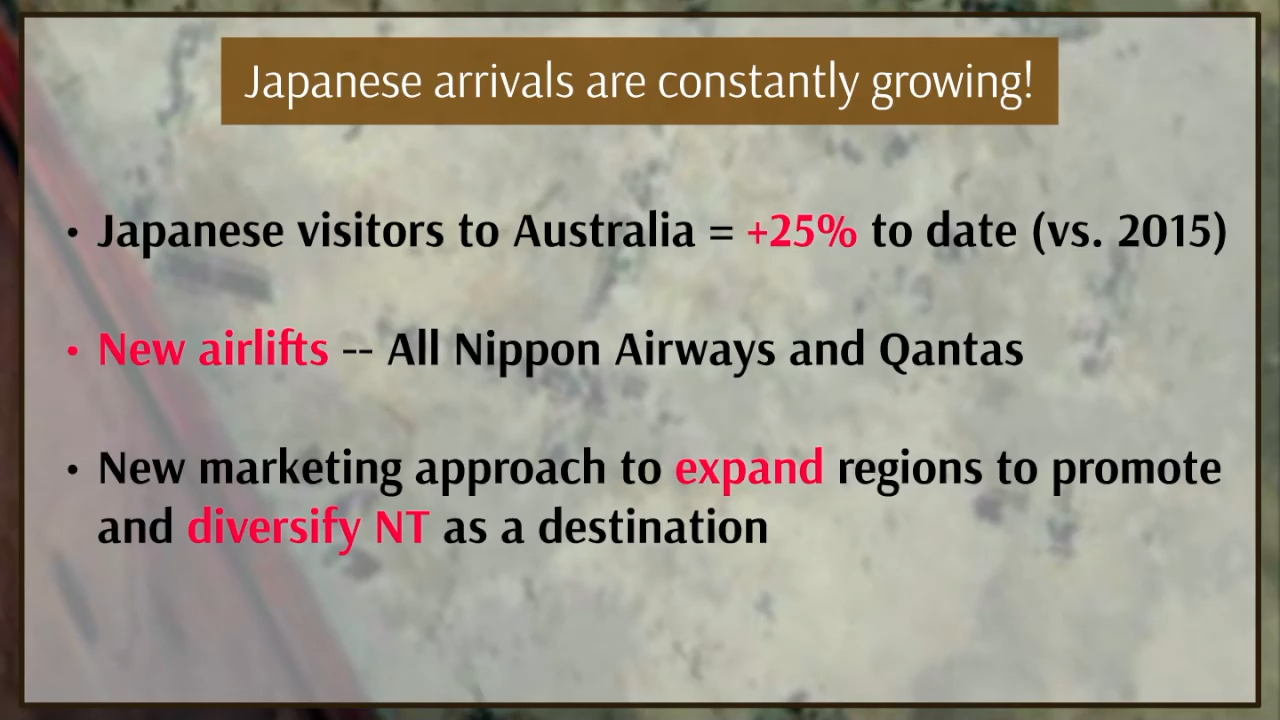 Japanese arrivals are constantly growing!
• Japanese visitors to Australia = +25% to date (vs. 2015)
• New airlifts -- All Nippon Airways and Qantas
• New marketing approach to expand regions to promote
and diversify NT as a destination